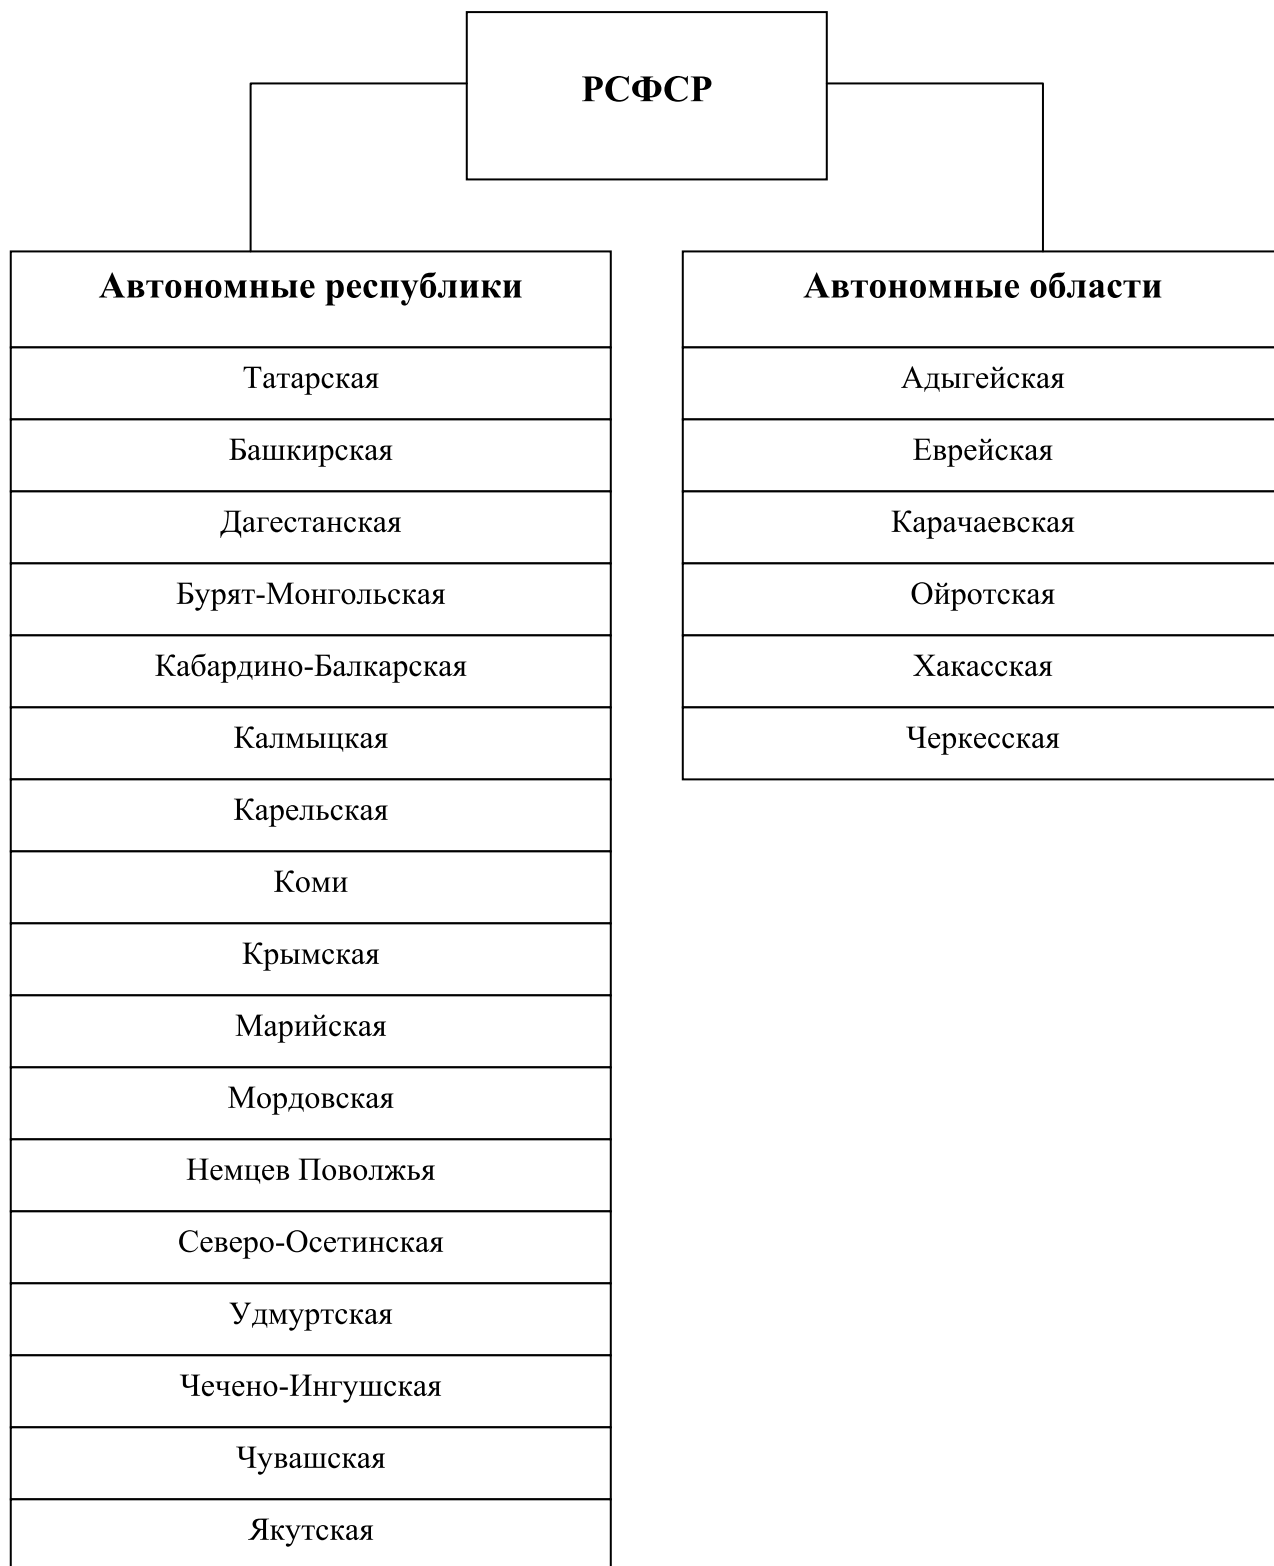 РСФСР
Автономные республики
Татарская
Башкирская
Дагестанская
Бурят-Монгольская
Кабардино-Балкарская
Калмыцкая
Карельская
Коми
Крымская
Марийская
Мордовская
Немцев Поволжья
Северо-Осетинская
Удмуртская
Чечено-Ингушская
Чувашская
Якутская
Автономные области
Адыгейская
Еврейская
Карачаевская
Ойротская
Хакасская
Черкесская